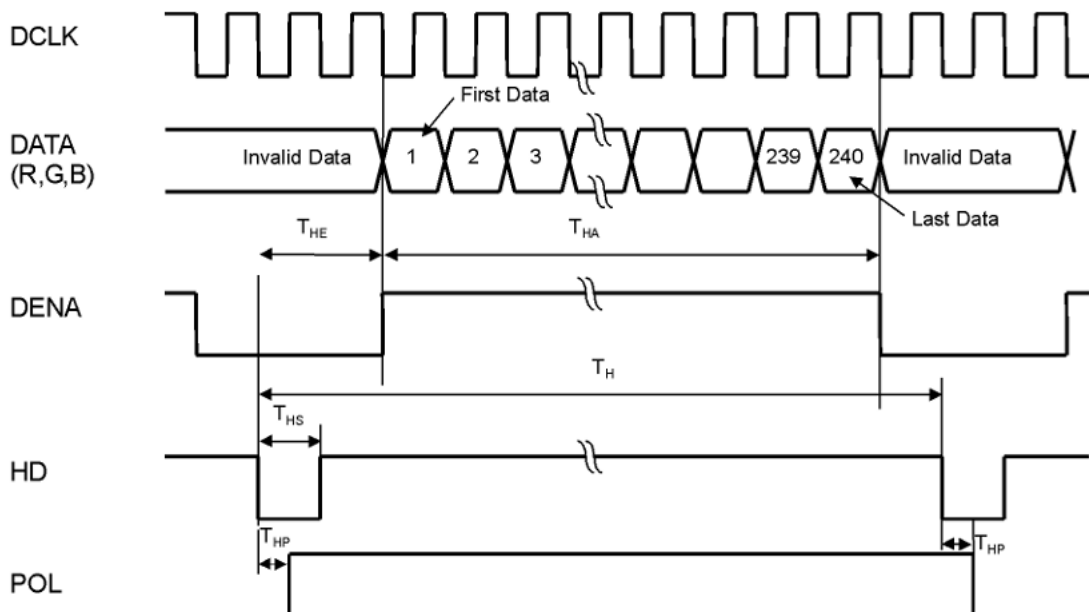 DCLK
First Data
DATA
(R,G,B)
Invalid Data 1 2 3 239 240 Invalid Data
Last Data
THE THA
DENA
TH
THS
HD
THP THP
POL